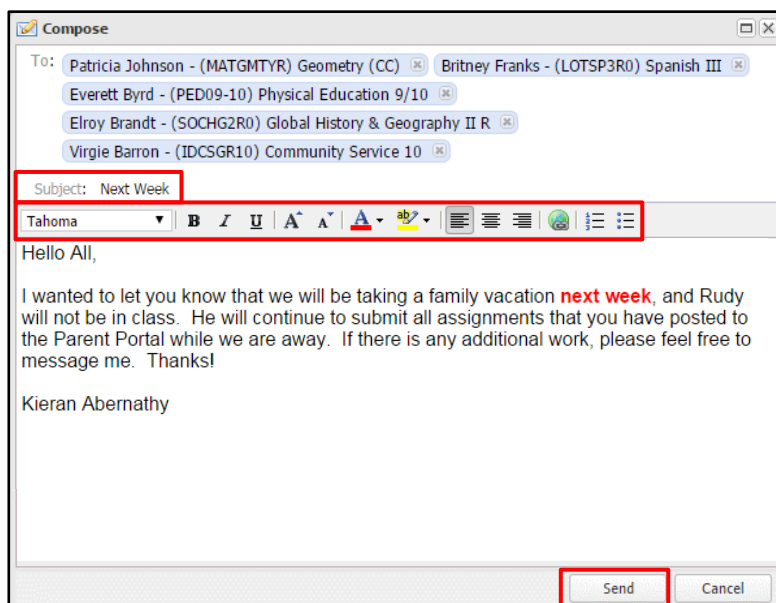 Compose
To: Patricia Johnson - (MATGMTYR) Geometry (CC) Britney Franks - (LOTSP3R0) Spanish III
Everett Byrd - (PED09-10) Physical Education 9/10
Elroy Brandt - (SOCHG2R0) Global History & Geography II R
Virgie Barron - (IDCSGR10) Community Service 10
Subject: Next Week
Tahoma B I U A A A ab
Hello All,
I wanted to let you know that we will be taking a family vacation next week, and Rudy
will not be in class. He will continue to submit all assignments that you have posted to
the Parent Portal while we are away. If there is any additional work, please feel free to
message me. Thanks!
Kieran Abernathy
Send Cancel